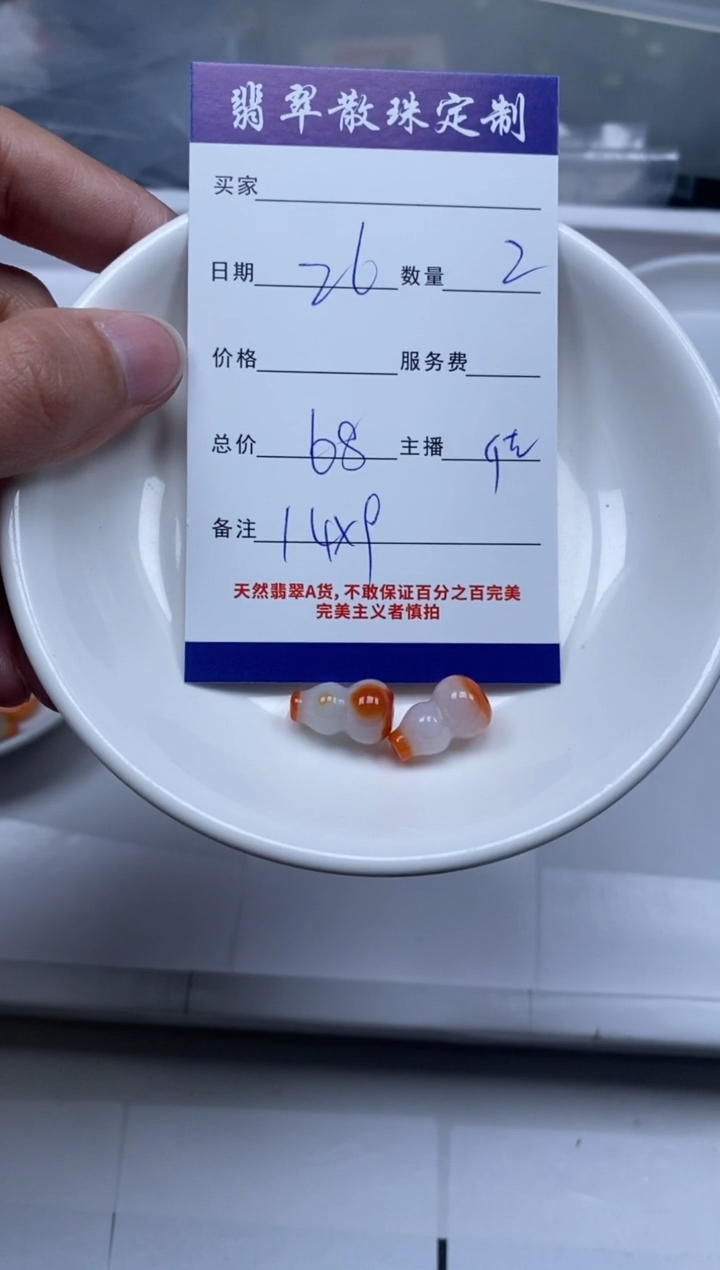 翡翠散珠定制
买家
日期 26 数量 2
价格 服务费
总价 68 主播
备注 14x9
天然翡翠A货,不敢保证百分之百完美
完美主义者慎拍